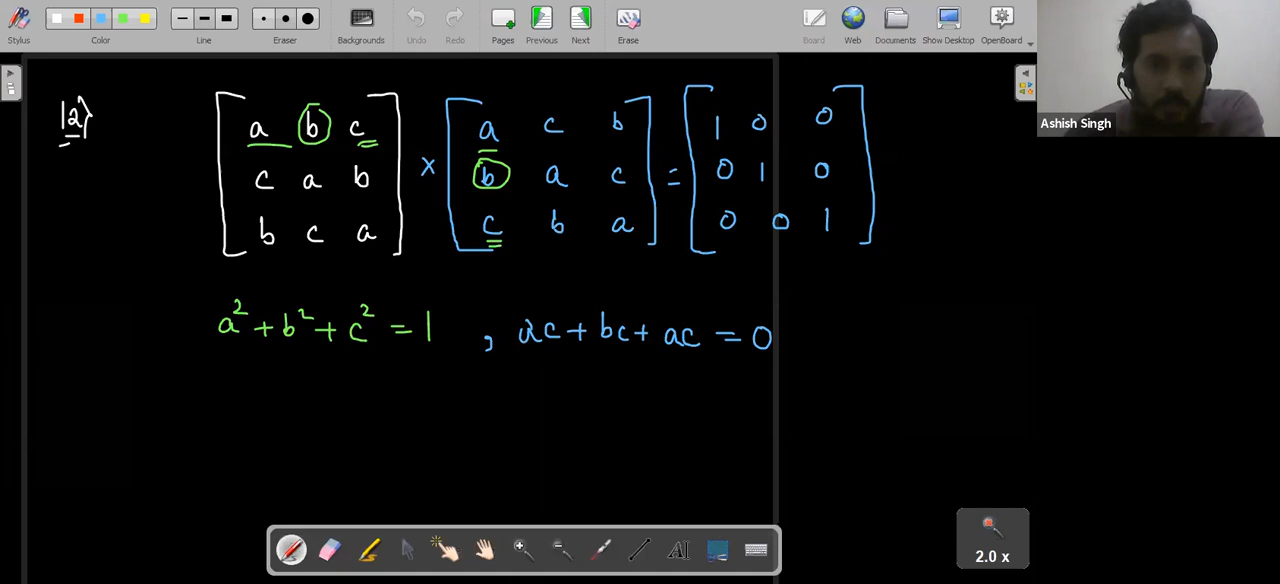 Stylus Color Line Eraser Backgrounds Undo Redo Pages Previous Next Erase Board Web Documents Show Desktop OpenBoard
Ashish Singh
12)
a b c a c b 1 0 0
c a b × b a c = 0 1 0
b c a c b a 0 0 1
a² + b² + c² = 1 , ac + bc + ac = 0
AI
2.0 x